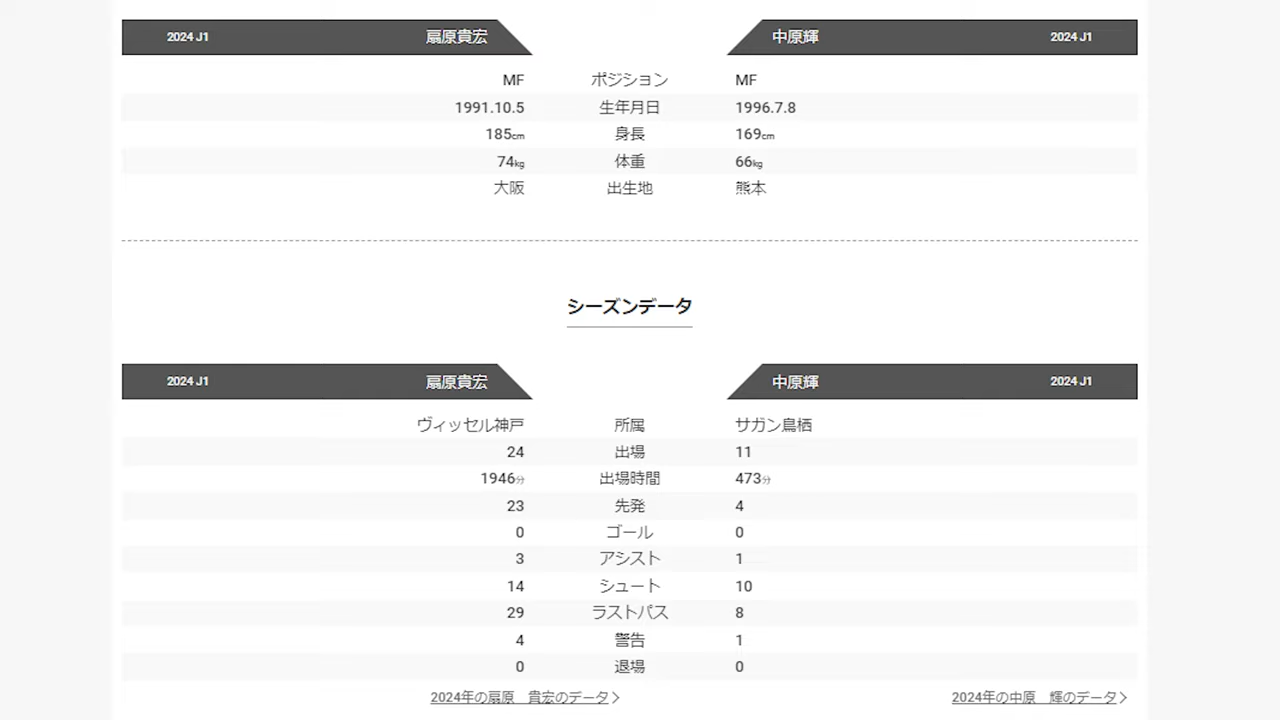 2024 J1 扇原貴宏 中原輝 2024 J1
MF ポジション MF
1991.10.5 生年月日 1996.7.8
185cm 身長 169cm
74kg 体重 66kg
大阪 出生地 熊本
シーズンデータ
2024 J1 扇原貴宏 中原輝 2024 J1
ヴィッセル神戸 所属 サガン鳥栖
24 出場 11
1946分 出場時間 473分
23 先発 4
0 ゴール 0
3 アシスト 1
14 シュート 10
29 ラストパス 8
4 警告 1
0 退場 0
2024年の扇原　貴宏のデータ 2024年の中原　輝のデータ